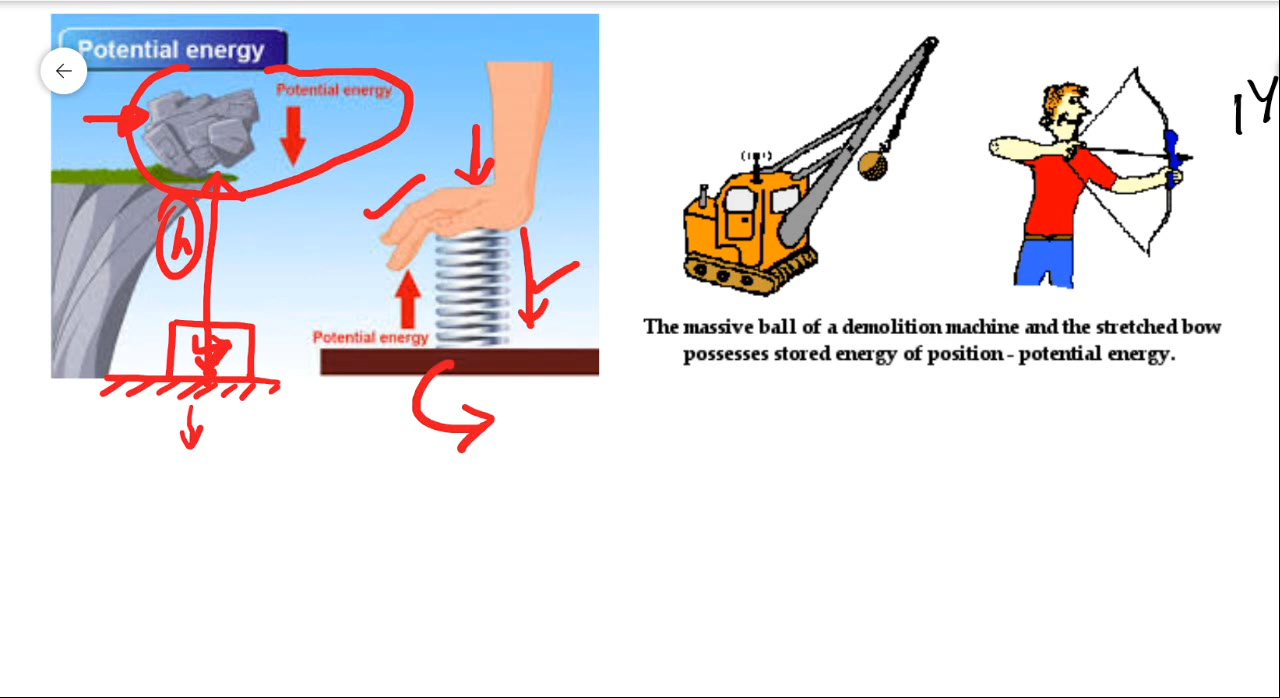 Potential energy
Potential energy
h
Potential energy
The massive ball of a demolition machine and the stretched bow
possesses stored energy of position - potential energy.